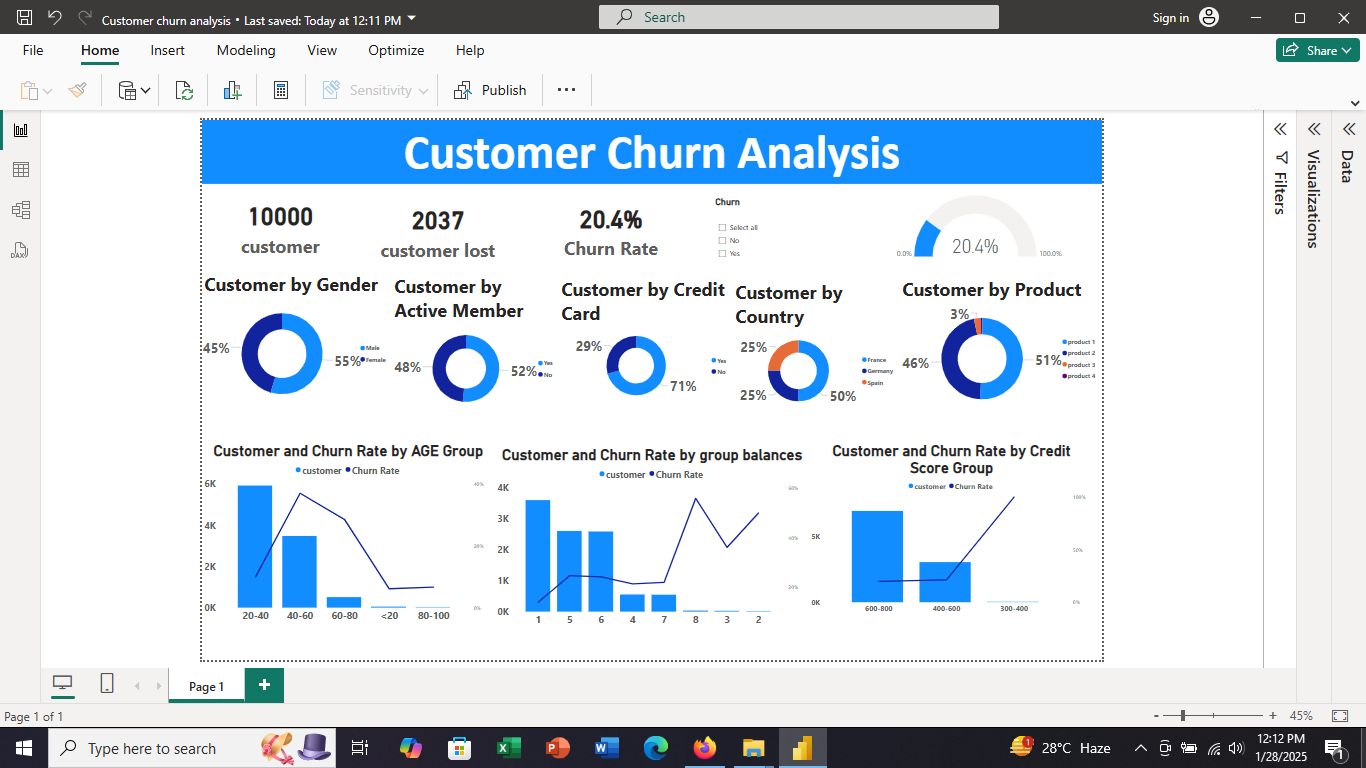 Customer churn analysis • Last saved: Today at 12:11 PM
Search
Sign in
File
Home
Insert
Modeling
View
Optimize
Help
Share
Sensitivity
Publish
Customer Churn Analysis
10000
customer
2037
customer lost
20.4%
Churn Rate
Churn
Select all
No
Yes
0.0%
20.4%
100.0%
Customer by Gender
45%
55%
Male
Female
Customer by
Active Member
48%
52%
Yes
No
Customer by Credit
Card
29%
71%
Yes
No
Customer by
Country
25%
25%
50%
France
Germany
Spain
Customer by Product
3%
46%
51%
product 1
product 2
product 3
product 4
Customer and Churn Rate by AGE Group
customer Churn Rate
6K
4K
2K
0K
40%
20%
0%
20-40 40-60 60-80 <20 80-100
Customer and Churn Rate by group balances
customer Churn Rate
4K
3K
2K
1K
0K
60%
40%
20%
1 5 6 4 7 8 3 2
Customer and Churn Rate by Credit
Score Group
customer Churn Rate
5K
0K
100%
50%
0%
600-800 400-600 300-400
Filters
Visualizations
Data
DAX
Page 1
Page 1 of 1
- + 45%
Type here to search
28°C Haze
12:12 PM
1/28/2025
1
1